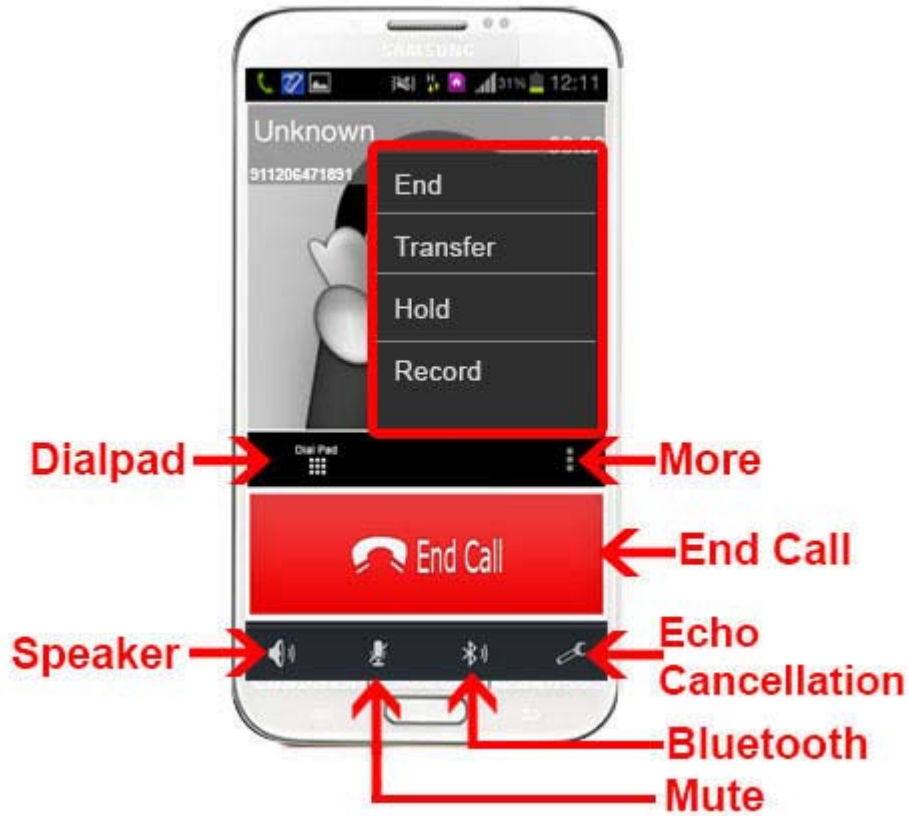 SAMSUNG
31% 12:11
Unknown
911206471891
End
Transfer
Hold
Record
Dialpad
Dial Pad
More
End Call
End Call
Speaker
Echo
Cancellation
Bluetooth
Mute